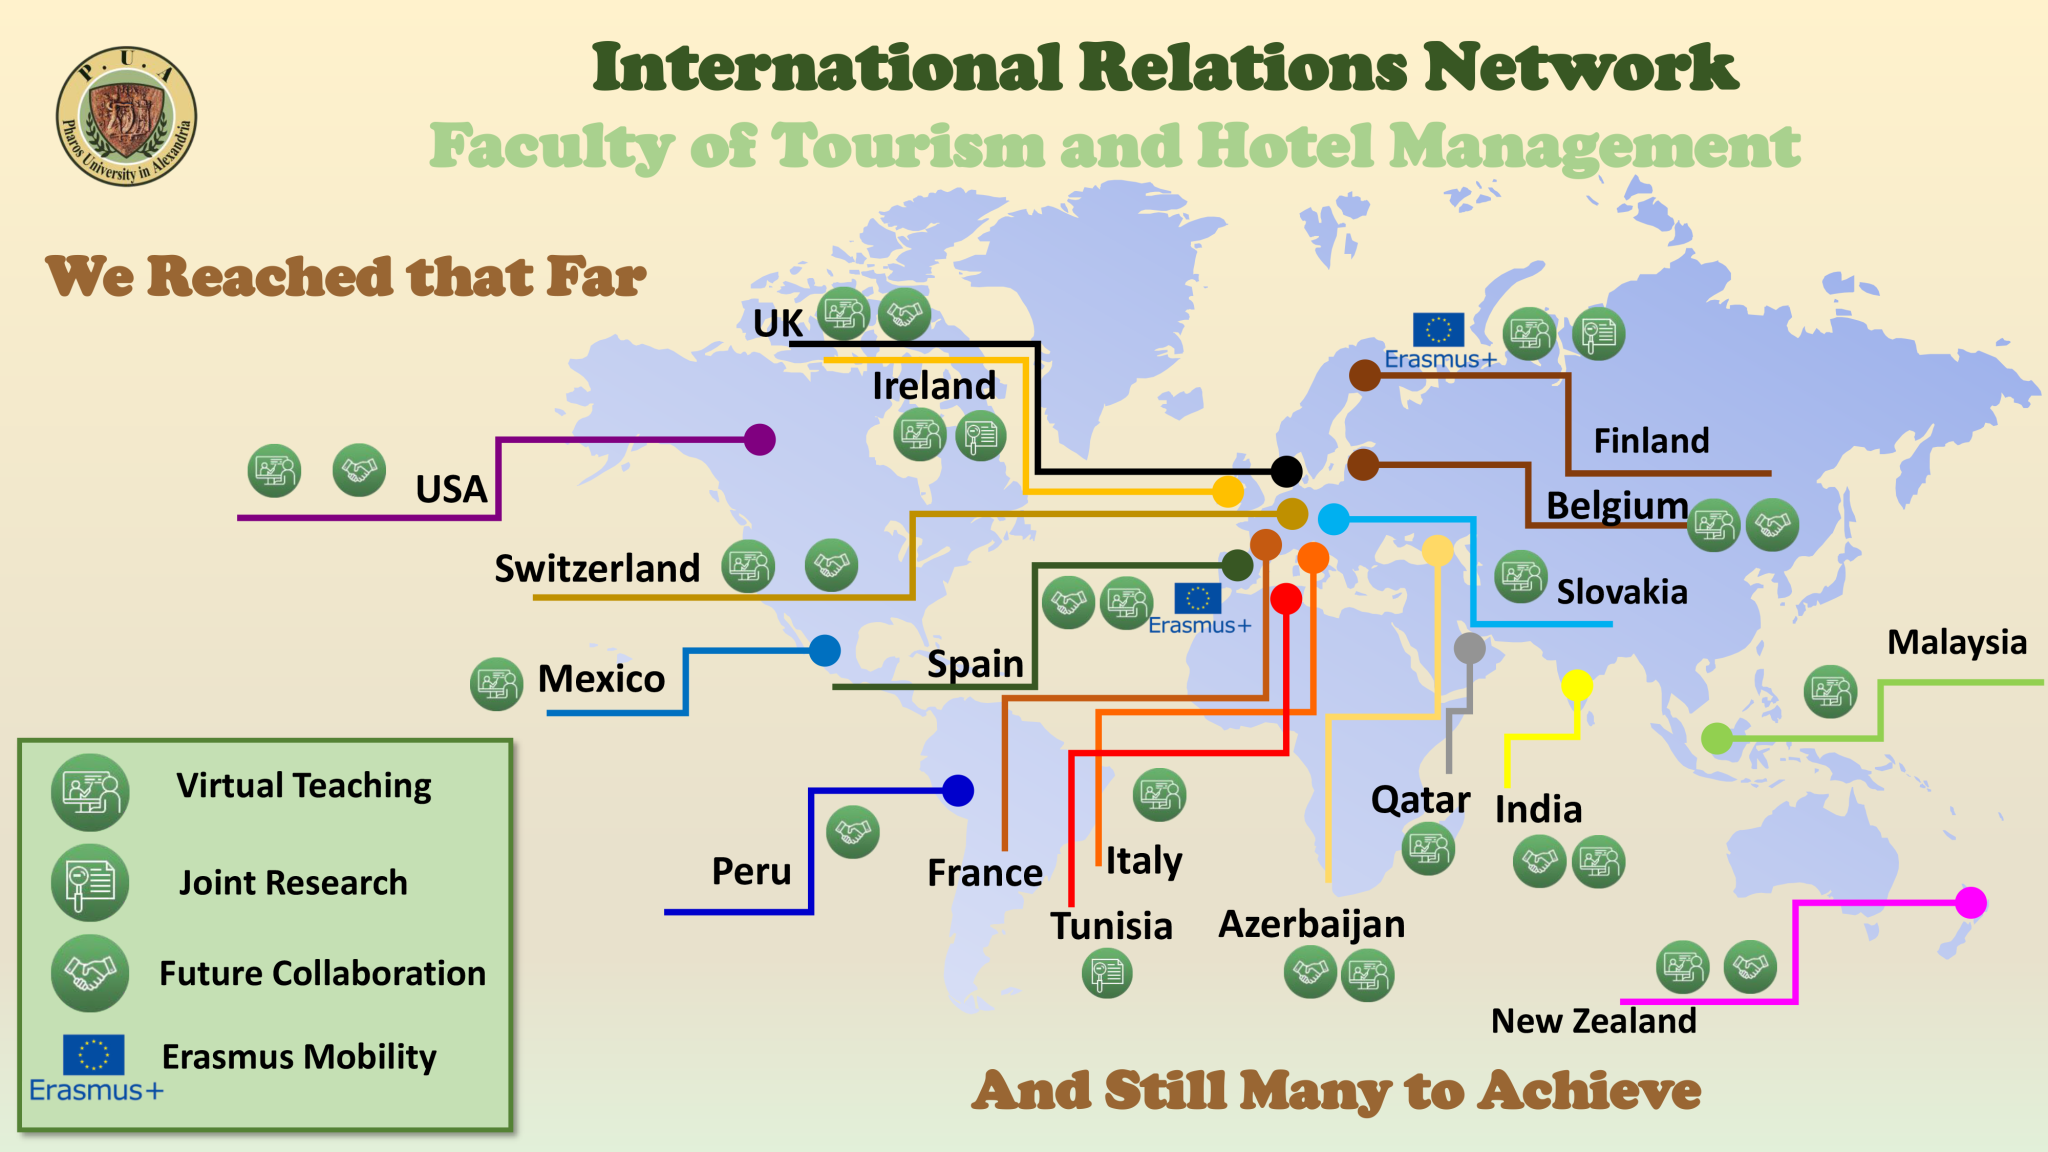 P.U.A
Pharos University in Alexandria
International Relations Network
Faculty of Tourism and Hotel Management
We Reached that Far
UK
Ireland
Erasmus+
Finland
USA
Belgium
Switzerland
Slovakia
Erasmus+
Spain
Mexico
Malaysia
Qatar
India
Peru
France
Italy
Tunisia
Azerbaijan
New Zealand
Virtual Teaching
Joint Research
Future Collaboration
Erasmus Mobility
Erasmus+
And Still Many to Achieve